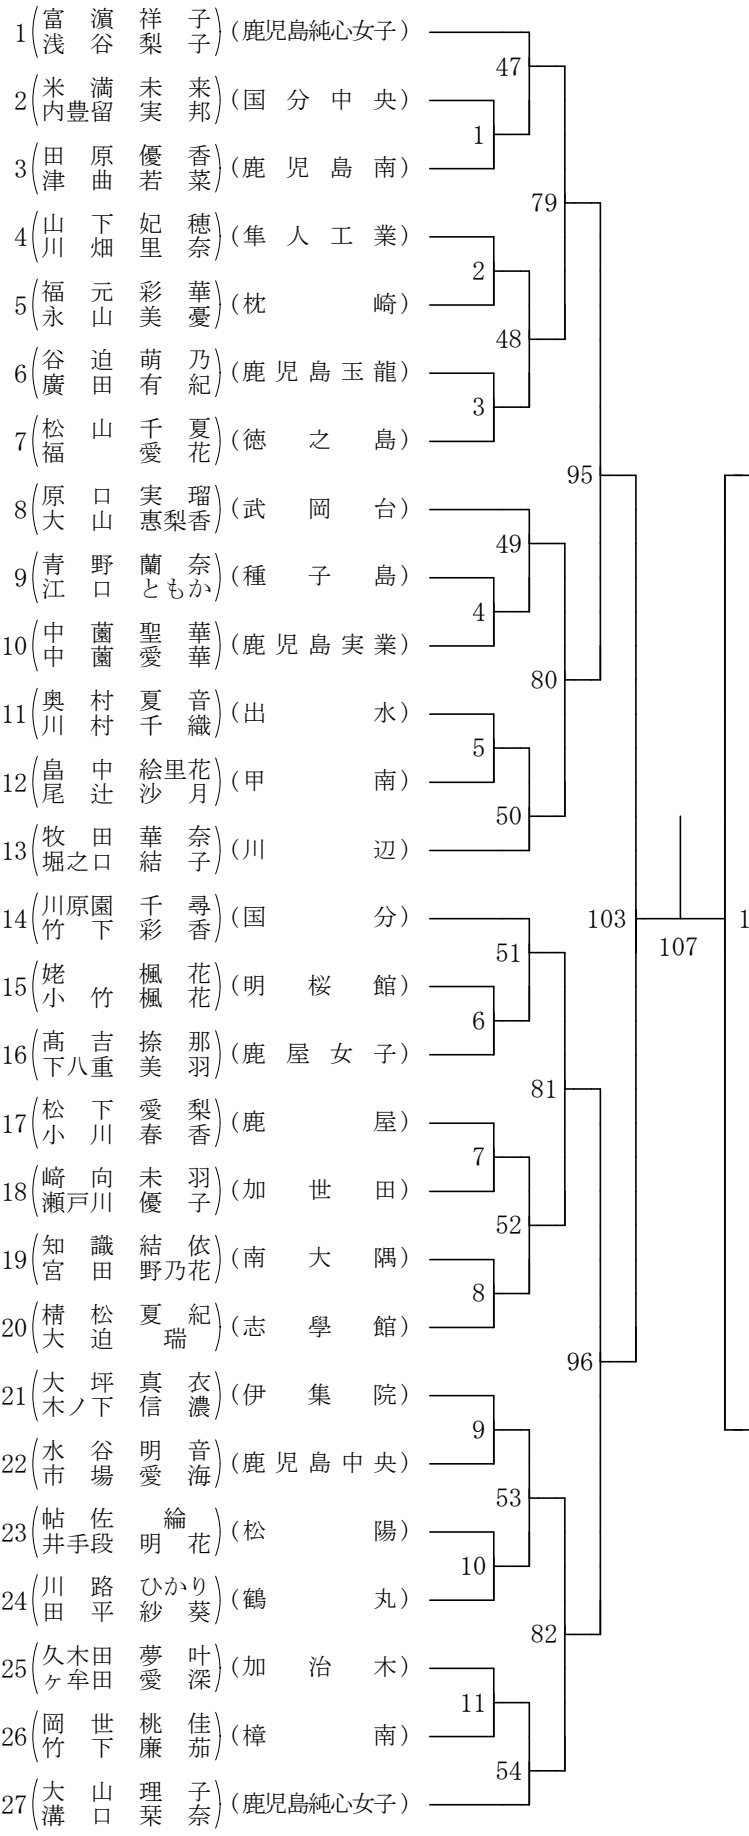 1 富濵祥子 (鹿児島純心女子)
浅谷梨子
47
2 米満未来 (国分中央)
内豊留実邦
1
3 田原優香 (鹿児島南)
津曲若菜
79
4 山下妃穂 (隼人工業)
川畑里奈
2
5 福元彩華 (枕崎)
永山美憂
48
6 谷迫萌乃 (鹿児島玉龍)
廣田有紀
3
7 松山千夏 (徳之島)
福愛花
95
8 原口実瑠 (武岡台)
大山惠梨香
49
9 青野蘭奈 (種子島)
江口ともか
4
10 中薗聖華 (鹿児島実業)
中薗愛華
80
11 奥村夏音 (出水)
川村千織
5
12 畠中絵里花 (甲南)
尾辻沙月
50
13 牧田華奈 (川辺)
堀之口結子
14 川原園千尋 (国分)
竹下彩香
103
107
1
51
15 姥楓花 (明桜館)
小竹楓花
6
16 髙吉捺那 (鹿屋女子)
下八重美羽
81
17 松下愛梨 (鹿屋)
小川春香
7
18 﨑向未羽 (加世田)
瀬戸川優子
52
19 知識結依 (南大隅)
宮田野乃花
8
20 楮松夏紀 (志學館)
大迫瑞
96
21 大坪真衣 (伊集院)
木ノ下信濃
9
22 水谷明音 (鹿児島中央)
市場愛海
53
23 帖佐綸 (松陽)
井手段明花
10
24 川路ひかり (鶴丸)
田平紗葵
82
25 久木田夢叶 (加治木)
ヶ牟田愛深
11
26 岡世桃佳 (樟南)
竹下廉茄
54
27 大山理子 (鹿児島純心女子)
溝口栞奈